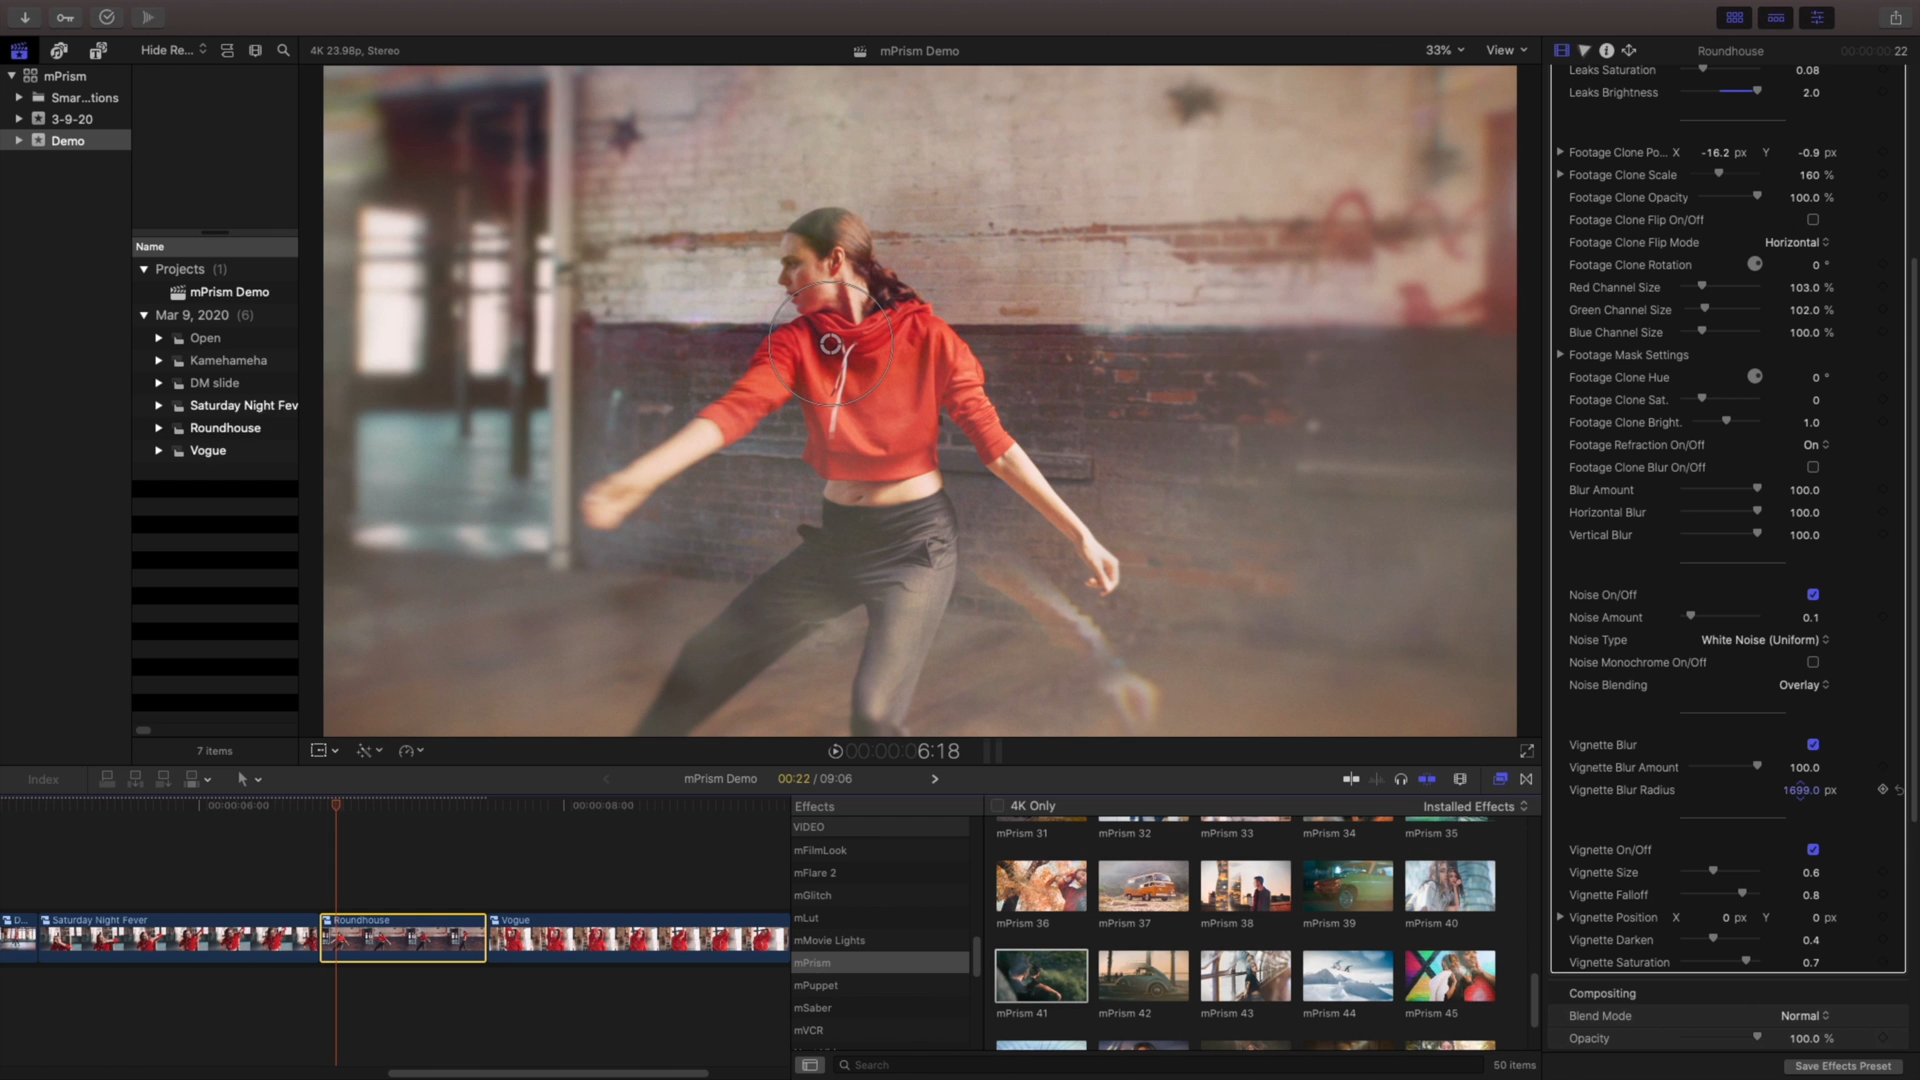 Hide Re...
4K 23.98p, Stereo
mPrism Demo
33%
View
Roundhouse
00:00:00:00 22
mPrism
Smar...tions
3-9-20
Demo
Name
Projects (1)
mPrism Demo
Mar 9, 2020 (6)
Open
Kamehameha
DM slide
Saturday Night Fev
Roundhouse
Vogue
7 items
Leaks Saturation 0.08
Leaks Brightness 2.0
Footage Clone Po... X -16.2 px Y -0.9 px
Footage Clone Scale 160 %
Footage Clone Opacity 100.0 %
Footage Clone Flip On/Off
Footage Clone Flip Mode Horizontal
Footage Clone Rotation 0 °
Red Channel Size 103.0 %
Green Channel Size 102.0 %
Blue Channel Size 100.0 %
Footage Mask Settings
Footage Clone Hue 0 °
Footage Clone Sat. 0
Footage Clone Bright. 1.0
Footage Refraction On/Off On
Footage Clone Blur On/Off
Blur Amount 100.0
Horizontal Blur 100.0
Vertical Blur 100.0
Noise On/Off
Noise Amount 0.1
Noise Type White Noise (Uniform)
Noise Monochrome On/Off
Noise Blending Overlay
Vignette Blur
Vignette Blur Amount 100.0
Vignette Blur Radius 1699.0 px
Vignette On/Off
Vignette Size 0.6
Vignette Falloff 0.8
Vignette Position X 0 px Y 0 px
Vignette Darken 0.4
Vignette Saturation 0.7
Compositing
Blend Mode Normal
Opacity 100.0 %
Save Effects Preset
00:00:06:18
Index
mPrism Demo 00:22 / 09:06
00:00:06:00
00:00:08:00
D...
Saturday Night Fever
Roundhouse
Vogue
Effects
VIDEO
mFilmLook
mFlare 2
mGlitch
mLut
mMovie Lights
mPrism
mPuppet
mSaber
mVCR
4K Only
Installed Effects
mPrism 31 mPrism 32 mPrism 33 mPrism 34 mPrism 35
mPrism 36 mPrism 37 mPrism 38 mPrism 39 mPrism 40
mPrism 41 mPrism 42 mPrism 43 mPrism 44 mPrism 45
Search
50 items